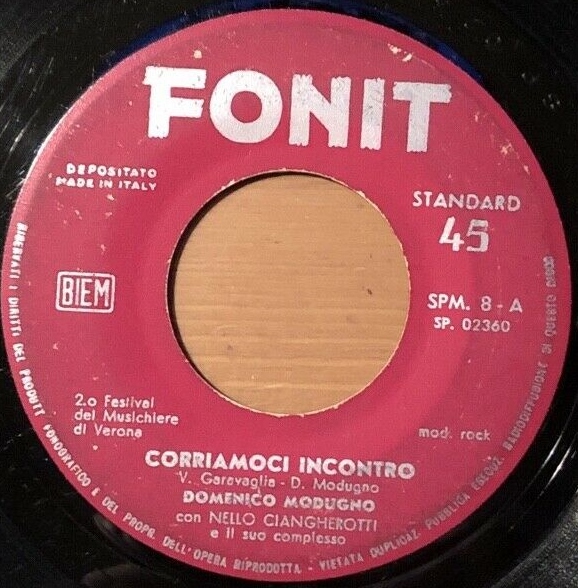 FONIT
DEPOSITATO
MADE IN ITALY
STANDARD
45
BIEM
SPM. 8 - A
SP. 02360
2.o Festival
del Musichiere
di Verona
mod. rock
CORRIAMOCI INCONTRO
V. Garavaglia - D. Modugno
DOMENICO MODUGNO
con NELLO CIANGHEROTTI
e il suo complesso
RISERVATI I DIRITTI DEL PRODUTT. FONOGRAFICO E DEL PROPR. DELL'OPERA RIPRODOTTA - VIETATA DUPLICAZ. PUBBLICA ESECUZ. RADIODIFFUSIONE DI QUESTO DISCO